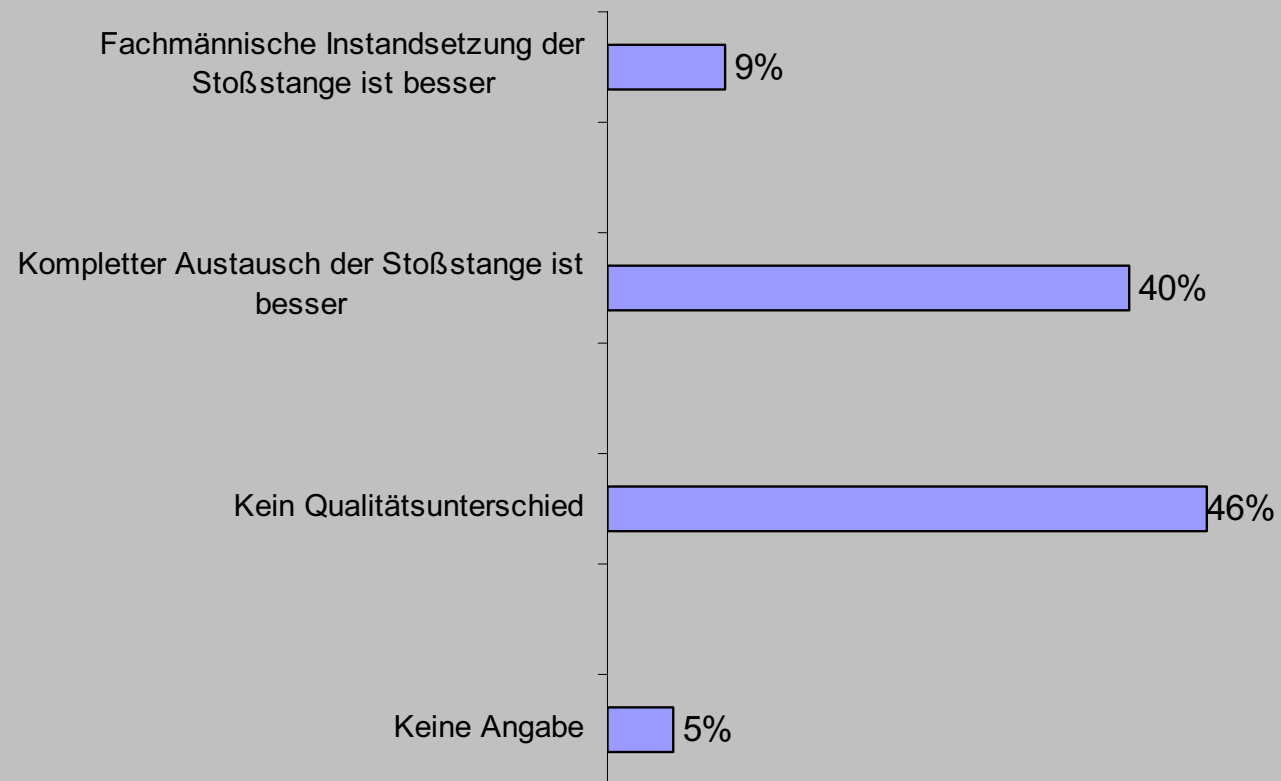 Fachmännische Instandsetzung der
Stoßstange ist besser
9%
Kompletter Austausch der Stoßstange ist
besser
40%
Kein Qualitätsunterschied
46%
Keine Angabe
5%